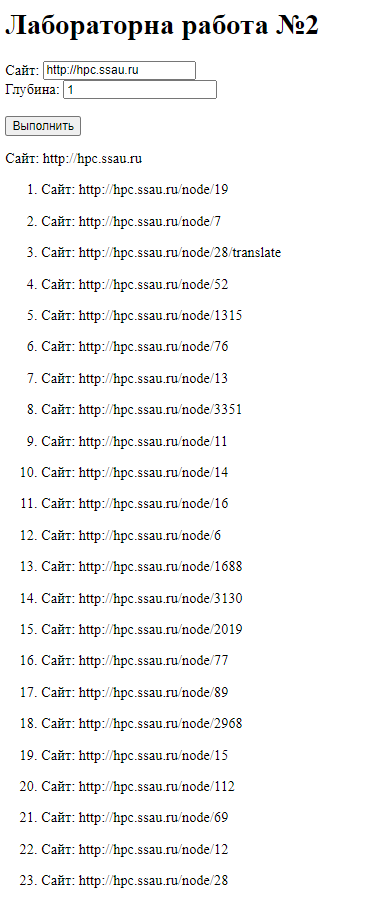 Лабораторна работа №2
Сайт: http://hpc.ssau.ru
Глубина: 1
Выполнить
Сайт: http://hpc.ssau.ru
1. Сайт: http://hpc.ssau.ru/node/19
2. Сайт: http://hpc.ssau.ru/node/7
3. Сайт: http://hpc.ssau.ru/node/28/translate
4. Сайт: http://hpc.ssau.ru/node/52
5. Сайт: http://hpc.ssau.ru/node/1315
6. Сайт: http://hpc.ssau.ru/node/76
7. Сайт: http://hpc.ssau.ru/node/13
8. Сайт: http://hpc.ssau.ru/node/3351
9. Сайт: http://hpc.ssau.ru/node/11
10. Сайт: http://hpc.ssau.ru/node/14
11. Сайт: http://hpc.ssau.ru/node/16
12. Сайт: http://hpc.ssau.ru/node/6
13. Сайт: http://hpc.ssau.ru/node/1688
14. Сайт: http://hpc.ssau.ru/node/3130
15. Сайт: http://hpc.ssau.ru/node/2019
16. Сайт: http://hpc.ssau.ru/node/77
17. Сайт: http://hpc.ssau.ru/node/89
18. Сайт: http://hpc.ssau.ru/node/2968
19. Сайт: http://hpc.ssau.ru/node/15
20. Сайт: http://hpc.ssau.ru/node/112
21. Сайт: http://hpc.ssau.ru/node/69
22. Сайт: http://hpc.ssau.ru/node/12
23. Сайт: http://hpc.ssau.ru/node/28